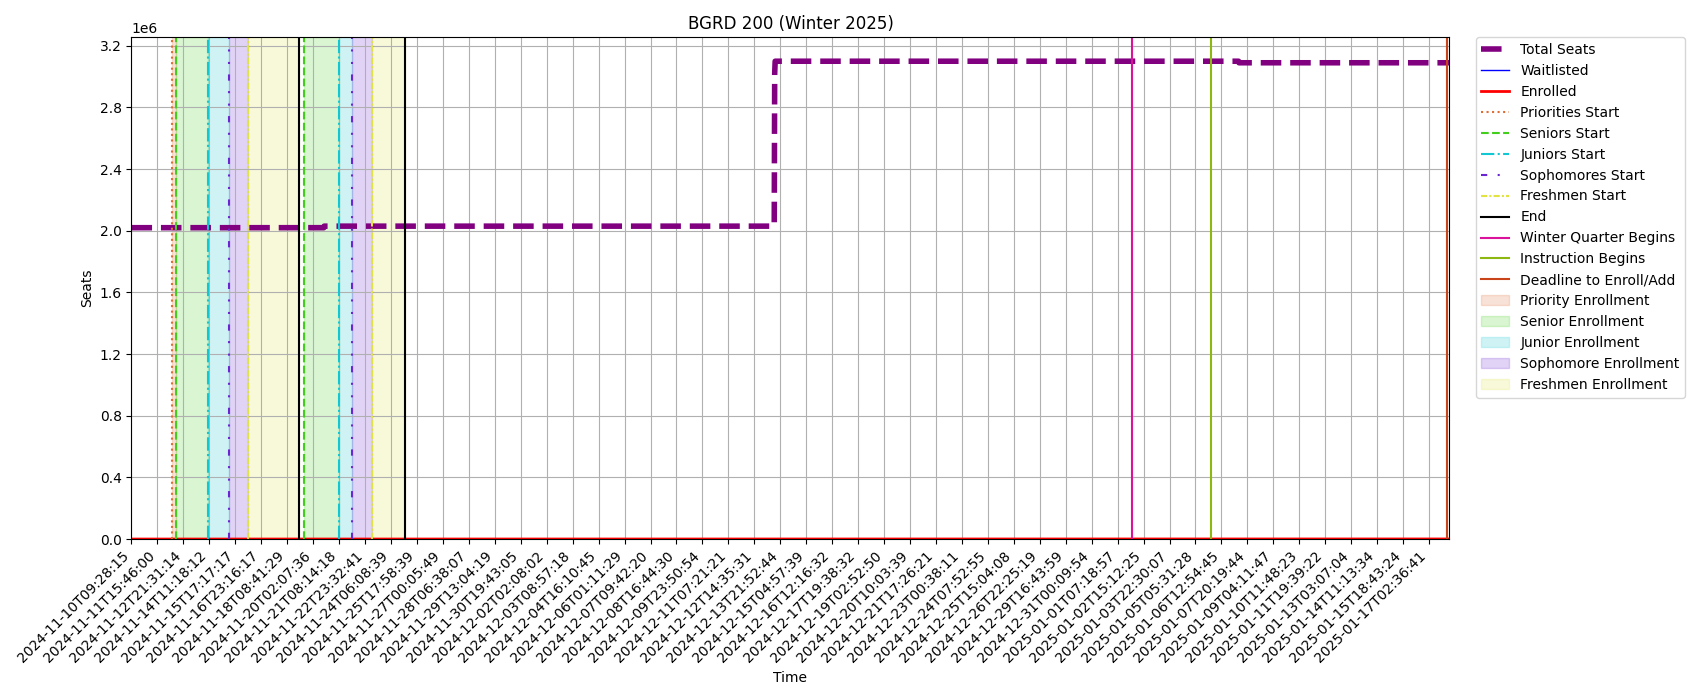 BGRD 200 (Winter 2025)
1e6
3.2
2.8
2.4
2.0
1.6
1.2
0.8
0.4
0.0
Seats
2024-11-10T09:28:15
2024-11-11T15:46:00
2024-11-12T21:31:14
2024-11-14T11:18:12
2024-11-15T17:17:17
2024-11-16T23:16:17
2024-11-18T08:41:29
2024-11-20T02:07:36
2024-11-21T08:14:18
2024-11-22T23:32:41
2024-11-24T06:08:39
2024-11-25T17:58:39
2024-11-27T00:05:49
2024-11-28T06:38:07
2024-11-29T13:04:19
2024-11-30T19:43:05
2024-12-02T02:08:02
2024-12-03T08:57:18
2024-12-04T16:10:45
2024-12-06T01:11:29
2024-12-07T09:42:20
2024-12-08T16:44:30
2024-12-09T23:50:54
2024-12-11T07:21:21
2024-12-12T14:35:31
2024-12-13T21:52:44
2024-12-15T04:57:39
2024-12-16T12:16:32
2024-12-17T19:38:32
2024-12-19T02:52:50
2024-12-20T10:03:39
2024-12-21T17:26:21
2024-12-23T00:38:11
2024-12-24T07:52:55
2024-12-25T15:04:08
2024-12-26T22:25:19
2024-12-29T16:43:59
2024-12-31T00:09:54
2025-01-01T07:18:57
2025-01-02T15:12:25
2025-01-03T22:30:07
2025-01-05T05:31:28
2025-01-06T12:54:45
2025-01-07T20:19:44
2025-01-09T04:11:47
2025-01-10T11:48:23
2025-01-11T19:39:22
2025-01-13T03:07:04
2025-01-14T11:13:34
2025-01-15T18:43:24
2025-01-17T02:36:41
Time
Total Seats
Waitlisted
Enrolled
Priorities Start
Seniors Start
Juniors Start
Sophomores Start
Freshmen Start
End
Winter Quarter Begins
Instruction Begins
Deadline to Enroll/Add
Priority Enrollment
Senior Enrollment
Junior Enrollment
Sophomore Enrollment
Freshmen Enrollment